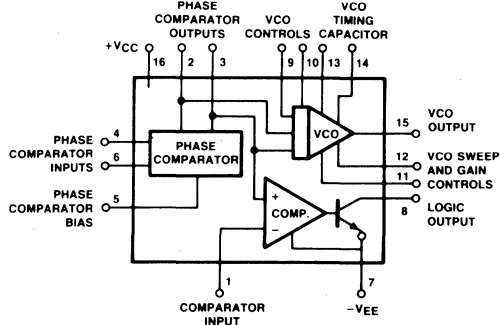 PHASE
COMPARATOR
OUTPUTS
VCO
CONTROLS
VCO
TIMING
CAPACITOR
+VCC
16
2
3
9
10
13
14
4
PHASE
COMPARATOR
INPUTS
6
PHASE
COMPARATOR
VCO
15
VCO
OUTPUT
12
VCO SWEEP
AND GAIN
CONTROLS
11
5
PHASE
COMPARATOR
BIAS
+
COMP.
−
8
LOGIC
OUTPUT
1
COMPARATOR
INPUT
7
−VEE